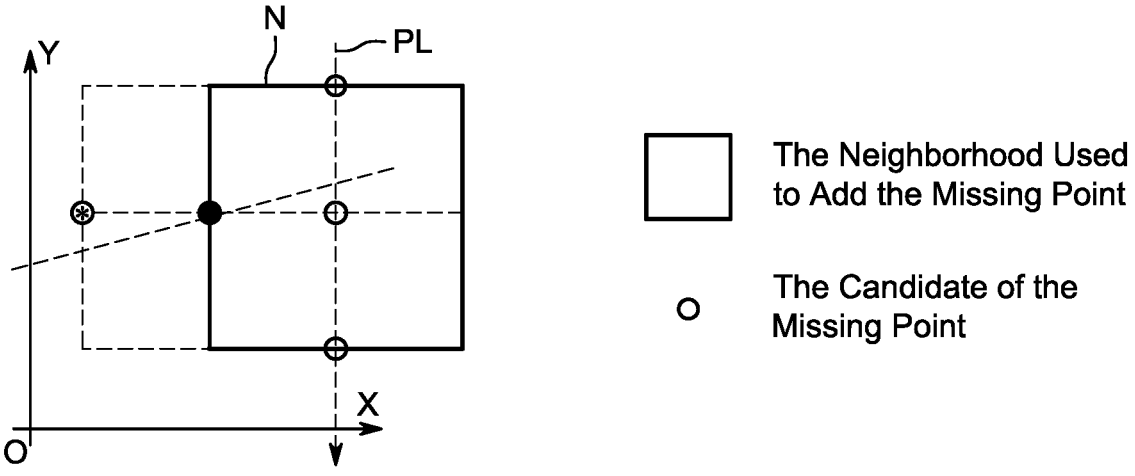 N
PL
Y
*
X
O
The Neighborhood Used
to Add the Missing Point
The Candidate of the
Missing Point